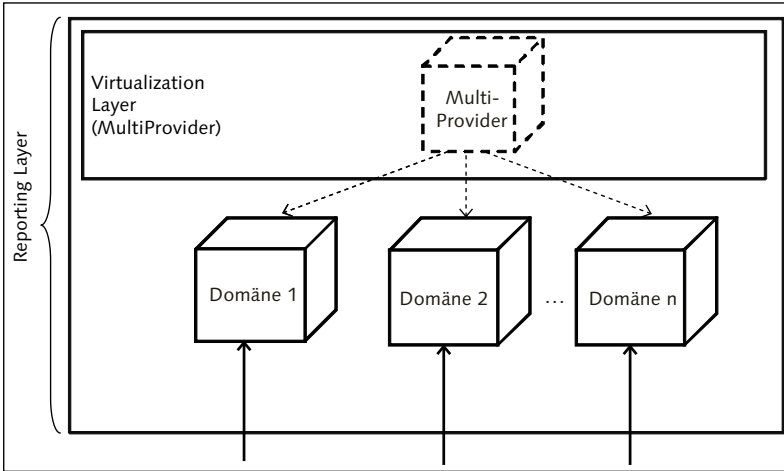 Reporting Layer
Virtualization
Layer
(MultiProvider)
Multi-
Provider
Domäne 1
Domäne 2
...
Domäne n